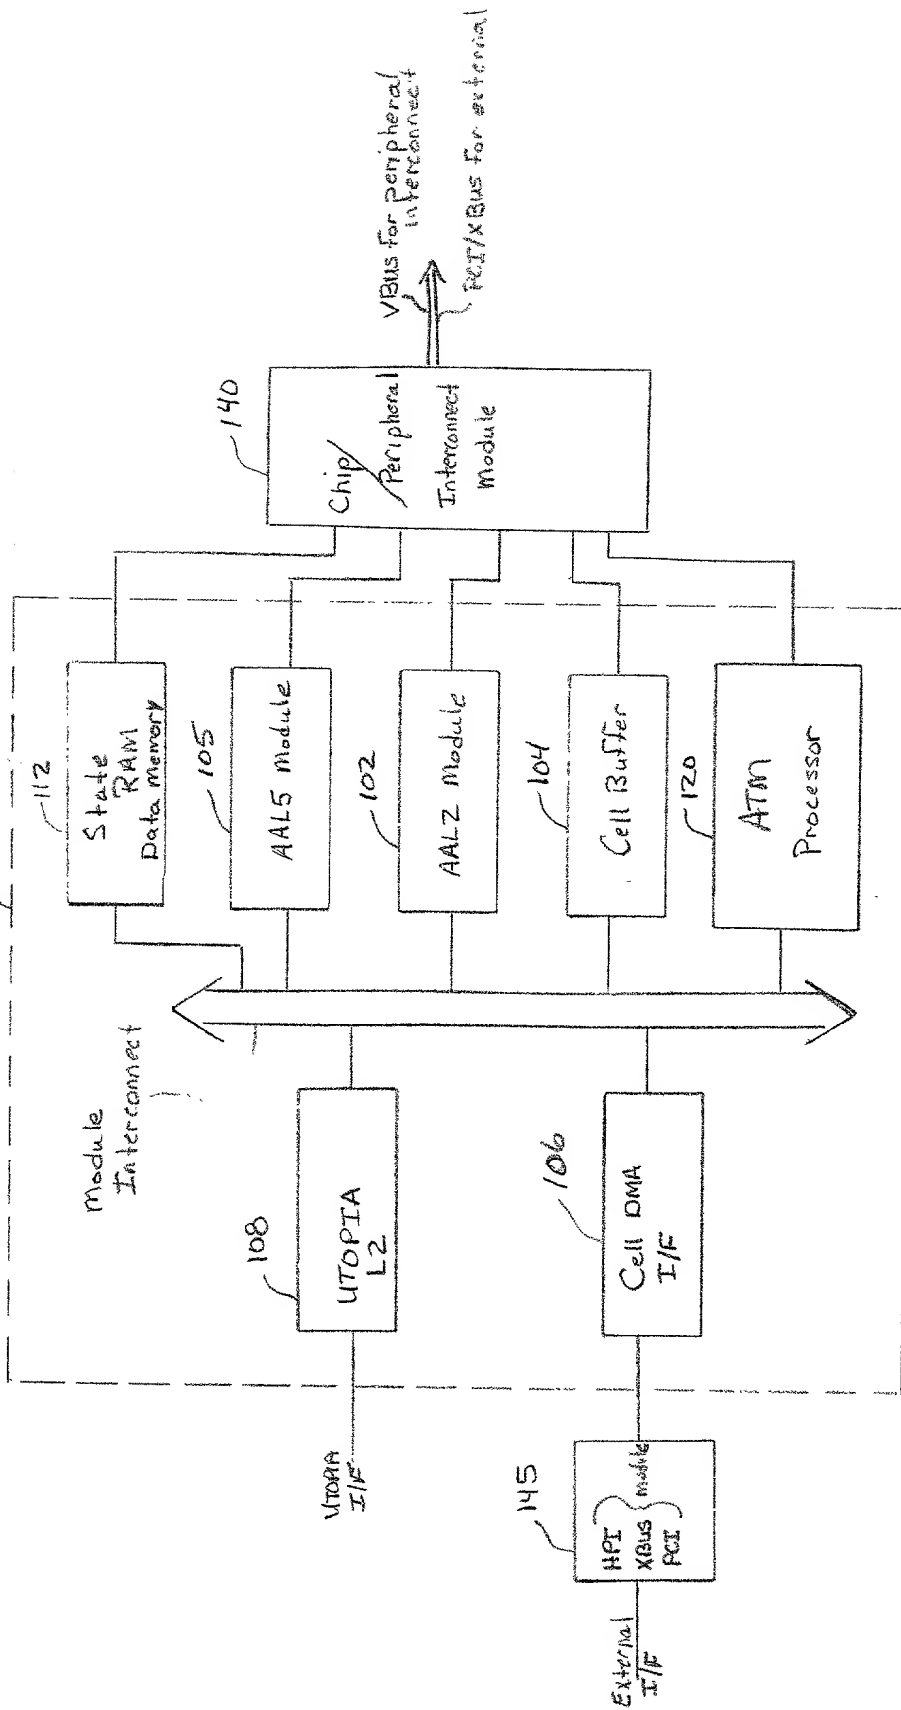 UTOPIA
I/F
External
I/F
145
HPI
XBUS
PCI
Module
108
UTOPIA
L2
106
Cell DMA
I/F
Module
Interconnect
112
State
RAM
Data Memory
105
AAL5 Module
102
AAL2 Module
104
Cell Buffer
120
ATM
Processor
140
Chip/
Peripheral
Interconnect
Module
VBUS for peripheral
interconnect
PCI/XBUS for external